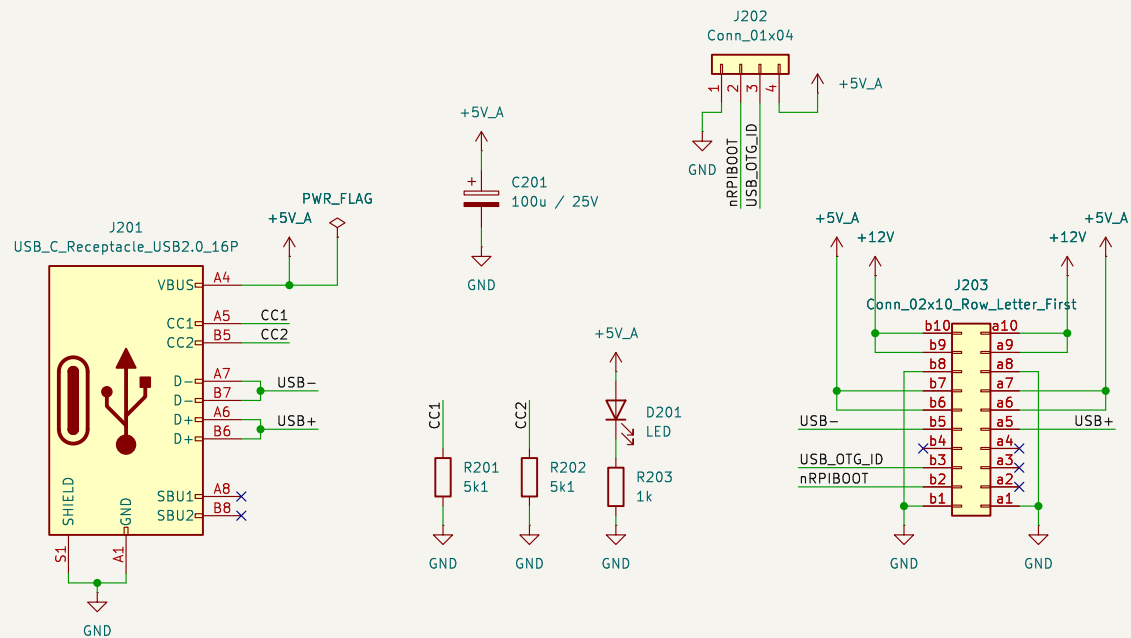 J202
Conn_01x04
1
2
3
4
+5V_A
GND
nRPIBOOT
USB_OTG_ID
+5V_A
+
C201
100u / 25V
GND
PWR_FLAG
+5V_A
J201
USB_C_Receptacle_USB2.0_16P
VBUS
A4
CC1
A5
CC1
CC2
B5
CC2
D-
A7
D-
B7
USB-
D+
A6
D+
B6
USB+
SBU1
A8
SBU2
B8
SHIELD
GND
S1
A1
GND
CC1
R201
5k1
GND
CC2
R202
5k1
GND
+5V_A
D201
LED
R203
1k
GND
+5V_A
+12V
+12V
+5V_A
J203
Conn_02x10_Row_Letter_First
b10
a10
b9
a9
b8
a8
b7
a7
b6
a6
USB-
b5
a5
USB+
b4
a4
USB_OTG_ID
b3
a3
nRPIBOOT
b2
a2
b1
a1
GND
GND